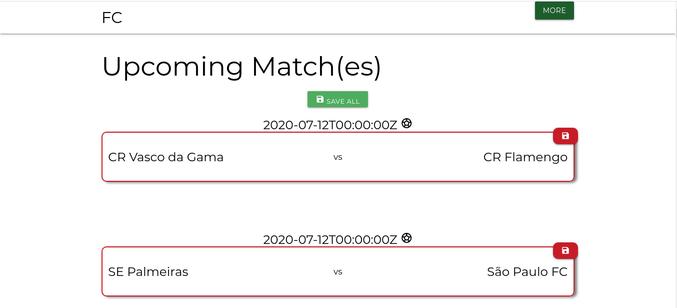 FC
MORE
Upcoming Match(es)
SAVE ALL
2020-07-12T00:00:00Z
CR Vasco da Gama vs CR Flamengo
2020-07-12T00:00:00Z
SE Palmeiras vs São Paulo FC